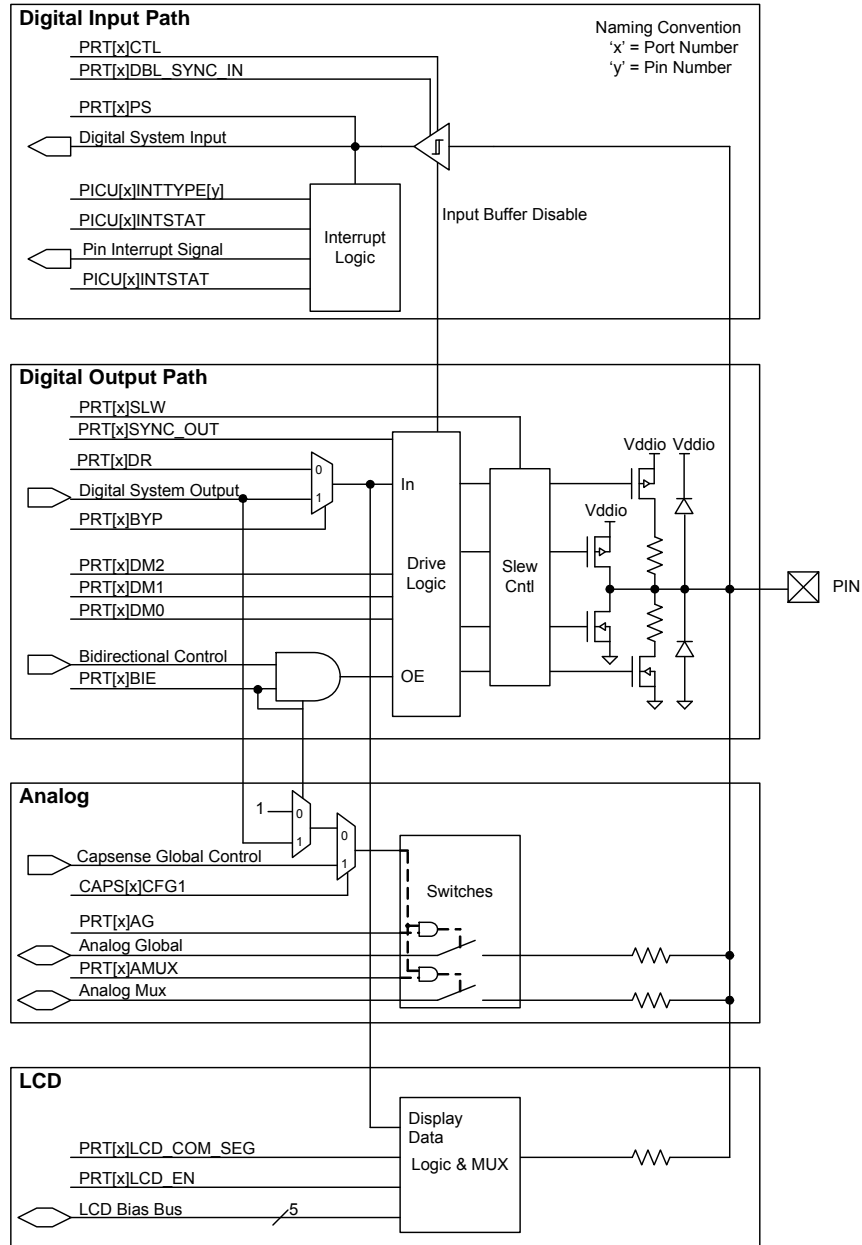 Digital Input Path
Naming Convention
‘x’ = Port Number
‘y’ = Pin Number
PRT[x]CTL
PRT[x]DBL_SYNC_IN
PRT[x]PS
Digital System Input
PICU[x]INTTYPE[y]
PICU[x]INTSTAT
Pin Interrupt Signal
PICU[x]INTSTAT
Interrupt
Logic
Input Buffer Disable
Digital Output Path
PRT[x]SLW
PRT[x]SYNC_OUT
PRT[x]DR
Digital System Output
PRT[x]BYP
0
1
PRT[x]DM2
PRT[x]DM1
PRT[x]DM0
Bidirectional Control
PRT[x]BIE
In
Drive
Logic
OE
Slew
Cntl
Vddio
Vddio
Vddio
PIN
Analog
1
0
1
0
1
Capsense Global Control
CAPS[x]CFG1
PRT[x]AG
Analog Global
PRT[x]AMUX
Analog Mux
Switches
LCD
PRT[x]LCD_COM_SEG
PRT[x]LCD_EN
LCD Bias Bus
5
Display
Data
Logic & MUX